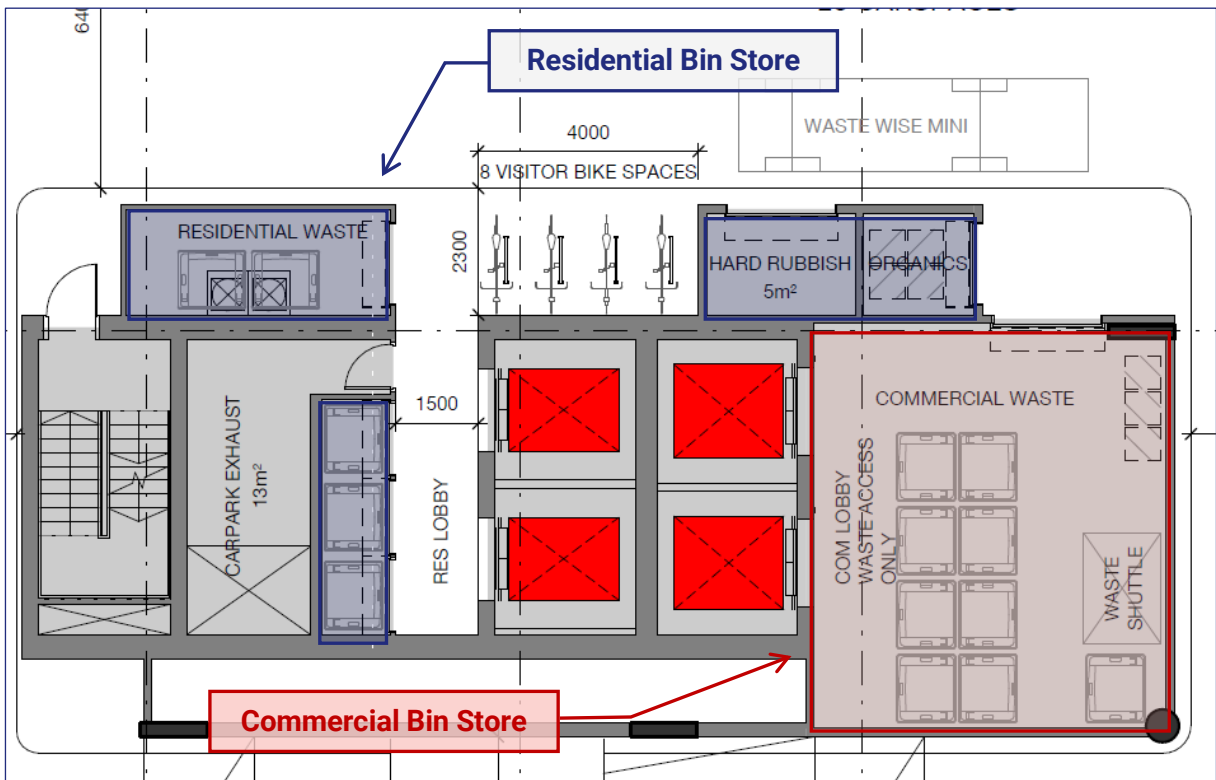 640
Residential Bin Store
WASTE WISE MINI
4000
8 VISITOR BIKE SPACES
RESIDENTIAL WASTE
2300
HARD RUBBISH
5m²
ORGANICS
CARPARK EXHAUST
13m²
1500
RES LOBBY
COMMERCIAL WASTE
COM LOBBY
WASTE ACCESS
ONLY
WASTE
SHUTTLE
Commercial Bin Store